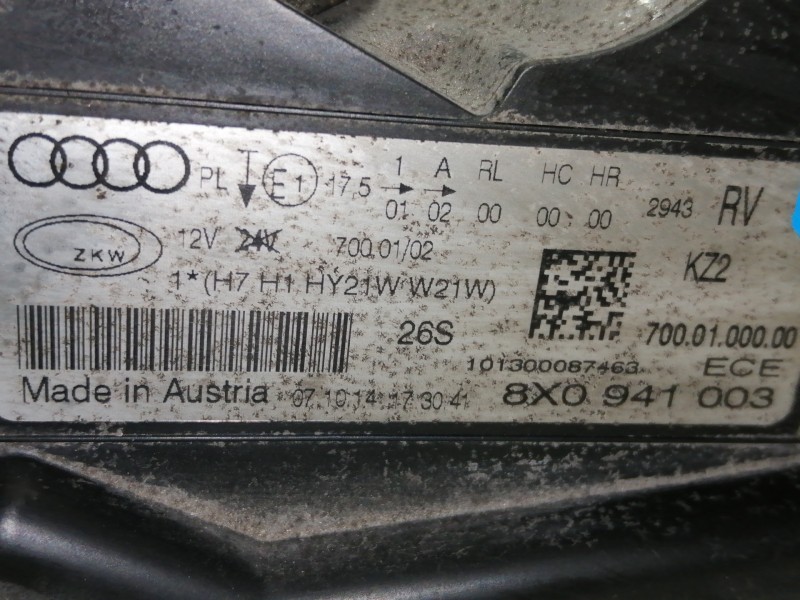 PL E1 17,5 1 A RL HC HR 2943 RV
01 02 00 00 00
ZKW 12V 24V 700.01/02 KZ2
1*(H7 H1 HY21W W21W)
26S 700.01.000.00
101300087463 ECE
Made in Austria 07.10.14 17:30:41 8X0 941 003